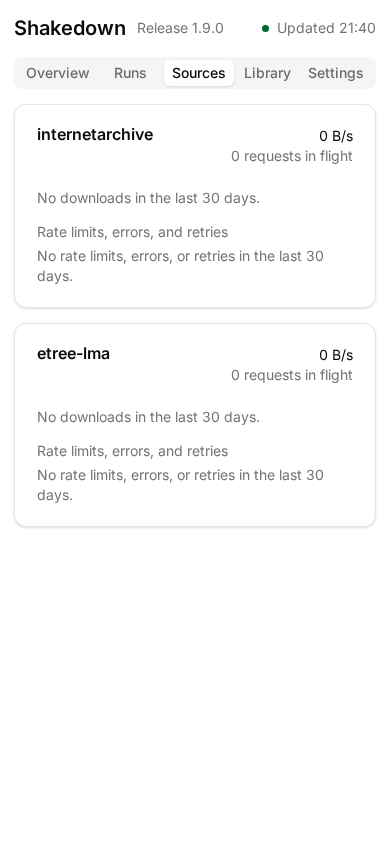 Shakedown Release 1.9.0 Updated 21:40
Overview Runs Sources Library Settings
internetarchive 0 B/s
0 requests in flight
No downloads in the last 30 days.
Rate limits, errors, and retries
No rate limits, errors, or retries in the last 30
days.
etree-lma 0 B/s
0 requests in flight
No downloads in the last 30 days.
Rate limits, errors, and retries
No rate limits, errors, or retries in the last 30
days.